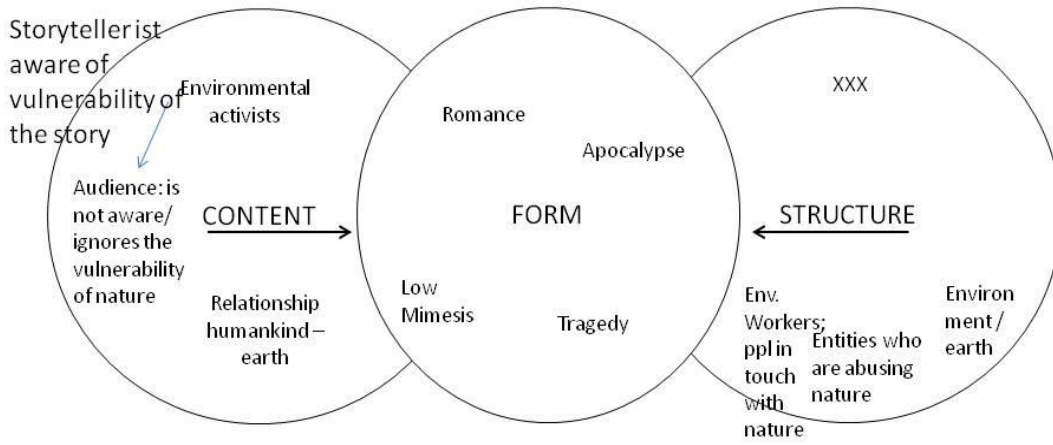 Storyteller ist
aware of
vulnerability of
the story
Environmental
activists
Audience: is
not aware/
ignores the
vulnerability
of nature
CONTENT
Relationship
humankind –
earth
Romance
Apocalypse
FORM
Low
Mimesis
Tragedy
XXX
STRUCTURE
Env.
Workers;
ppl in
touch
with
nature
Entities who
are abusing
nature
Environ
ment /
earth